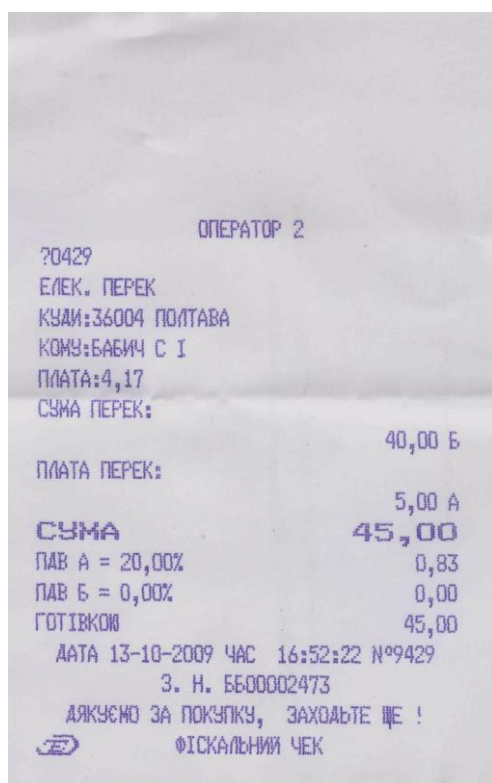 ОПЕРАТОР 2
?0429
ЕЛЕК. ПЕРЕК
КУДИ:36004 ПОЛТАВА
КОМУ:БАБИЧ С І
ПЛАТА:4,17
СУМА ПЕРЕК:
40,00 Б
ПЛАТА ПЕРЕК:
5,00 А
СУМА 45,00
ПДВ А = 20,00% 0,83
ПДВ Б = 0,00% 0,00
ГОТІВКОЮ 45,00
ДАТА 13-10-2009 ЧАС 16:52:22 №9429
З. Н. ББ00002473
ДЯКУЄМО ЗА ПОКУПКУ, ЗАХОДЬТЕ ЩЕ !
ФІСКАЛЬНИЙ ЧЕК